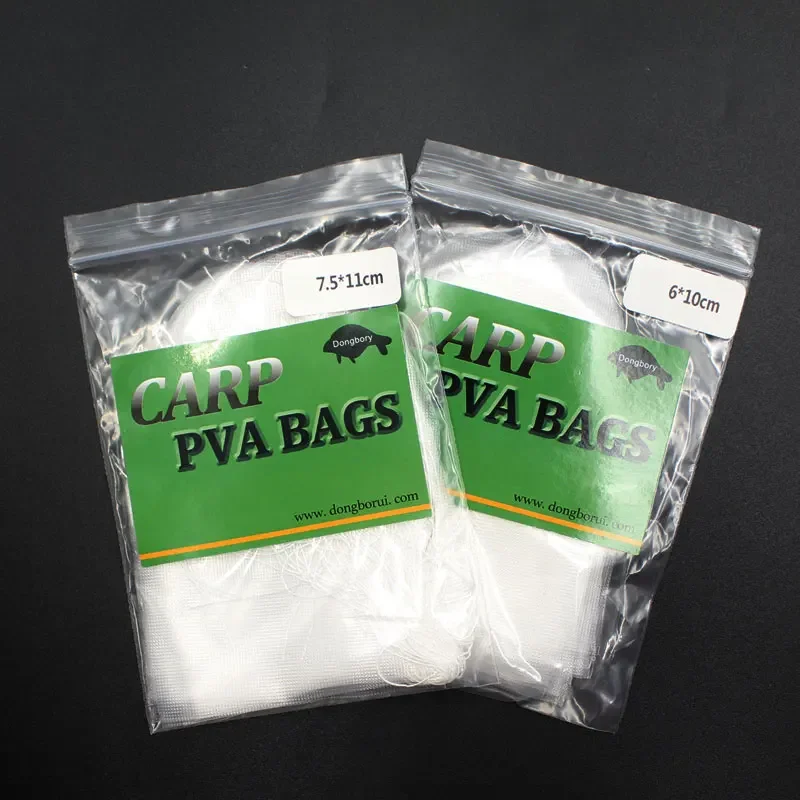 7.5*11cm
Dongbory
CARP
PVA BAGS
www. dongborui. com
6*10cm
Dongbory
CARP
PVA BAGS
www. dongborui. com